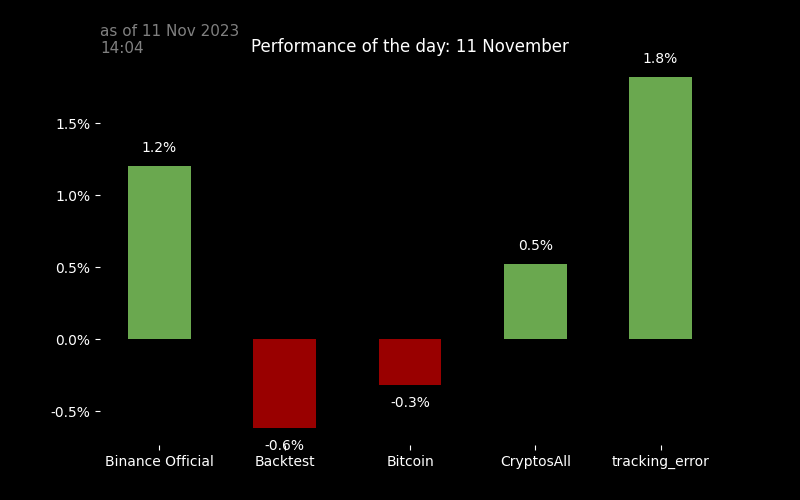 as of 11 Nov 2023
14:04
Performance of the day: 11 November
1.8%
1.5%
1.2%
1.0%
0.5%
0.5%
0.0%
-0.3%
-0.5%
-0.6%
Binance Official
Backtest
Bitcoin
CryptosAll
tracking_error